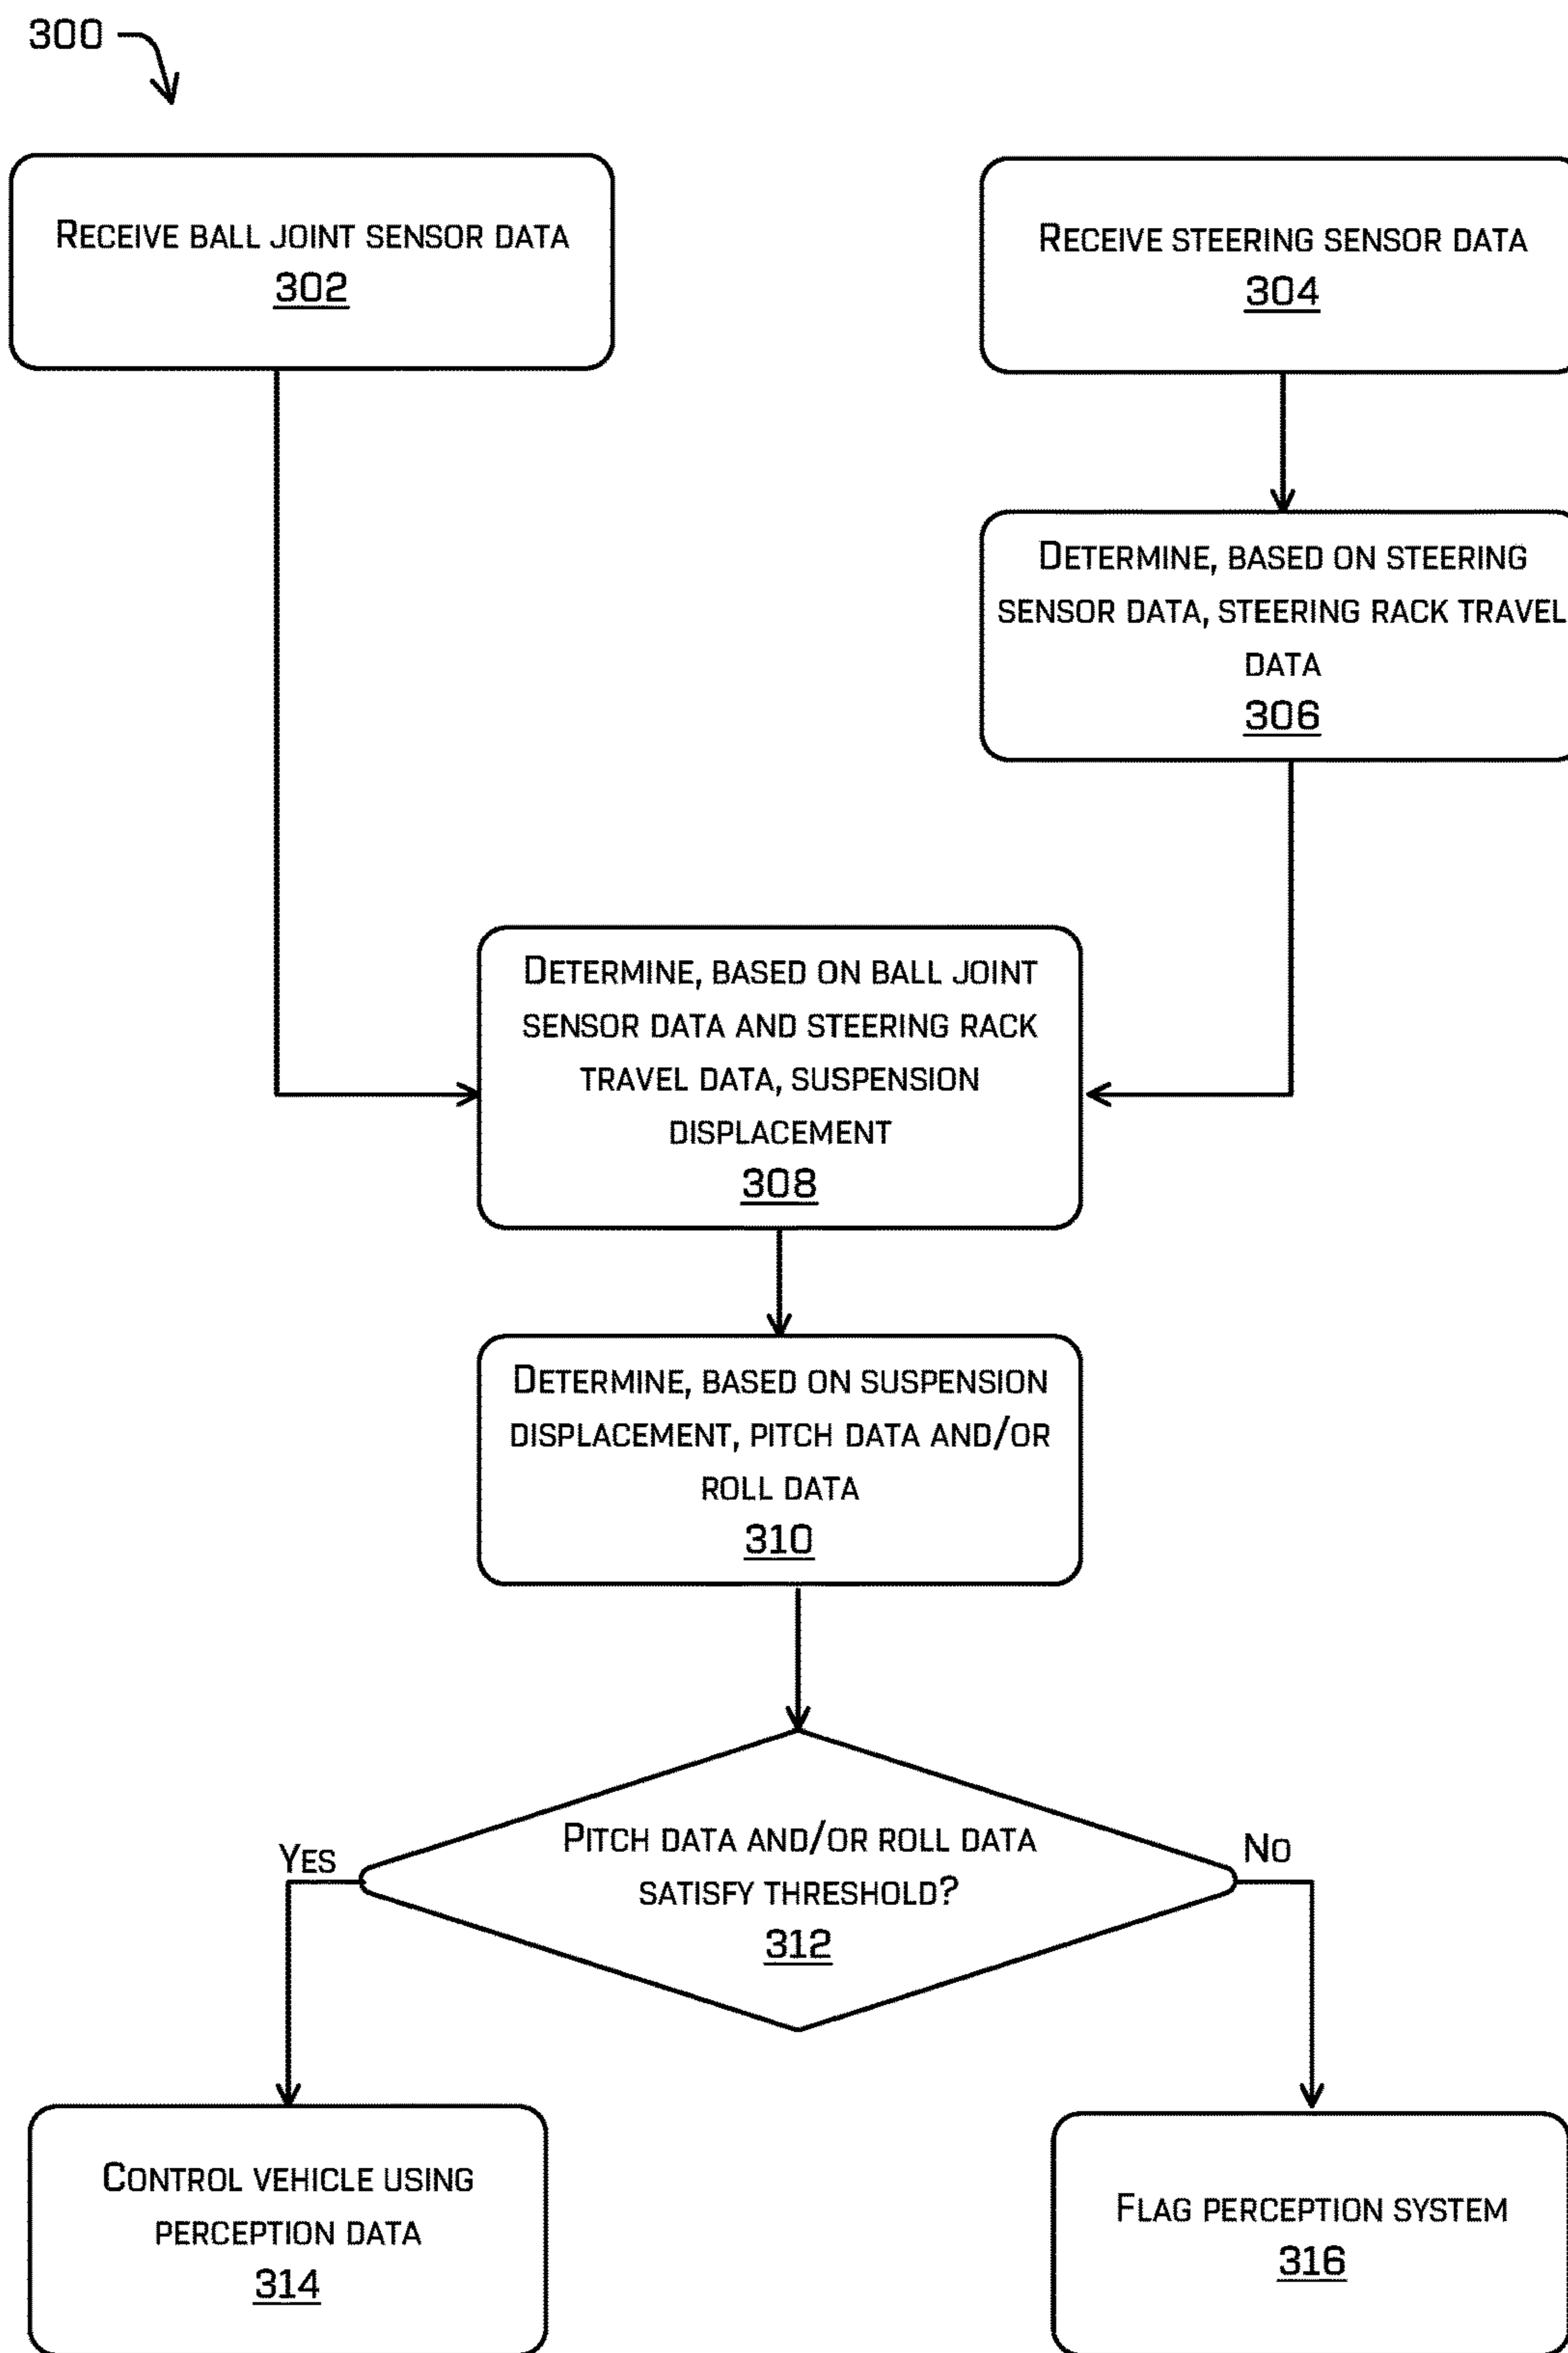 300
RECEIVE BALL JOINT SENSOR DATA
302
RECEIVE STEERING SENSOR DATA
304
DETERMINE, BASED ON STEERING
SENSOR DATA, STEERING RACK TRAVEL
DATA
306
DETERMINE, BASED ON BALL JOINT
SENSOR DATA AND STEERING RACK
TRAVEL DATA, SUSPENSION
DISPLACEMENT
308
DETERMINE, BASED ON SUSPENSION
DISPLACEMENT, PITCH DATA AND/OR
ROLL DATA
310
PITCH DATA AND/OR ROLL DATA
SATISFY THRESHOLD?
312
YES
NO
CONTROL VEHICLE USING
PERCEPTION DATA
314
FLAG PERCEPTION SYSTEM
316